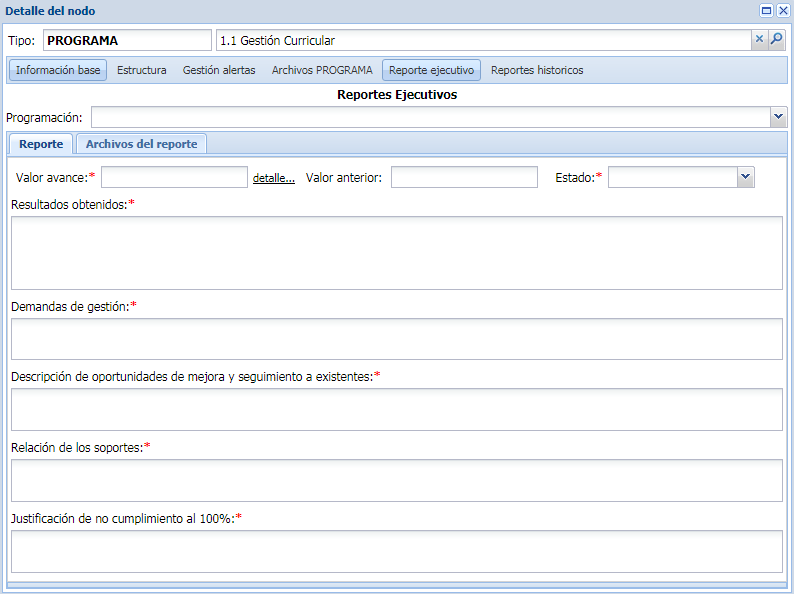 Detalle del nodo
Tipo: PROGRAMA 1.1 Gestión Curricular
Información base Estructura Gestión alertas Archivos PROGRAMA Reporte ejecutivo Reportes historicos
Reportes Ejecutivos
Programación:
Reporte Archivos del reporte
Valor avance:* detalle... Valor anterior: Estado:*
Resultados obtenidos:*
Demandas de gestión:*
Descripción de oportunidades de mejora y seguimiento a existentes:*
Relación de los soportes:*
Justificación de no cumplimiento al 100%:*